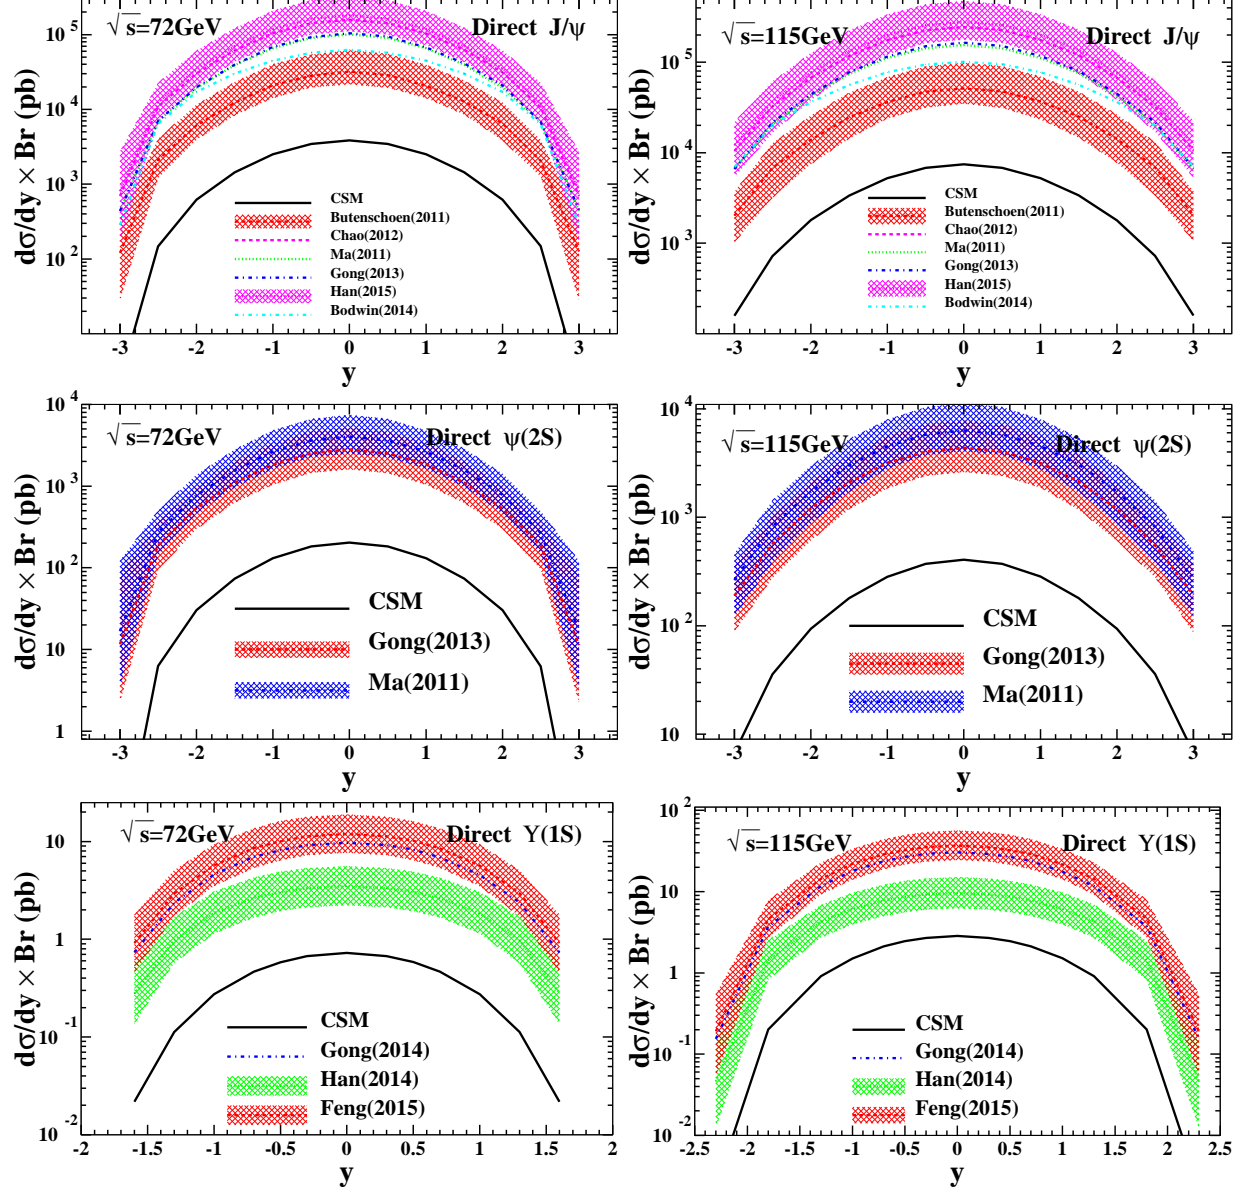 √s=72GeV Direct J/ψ
10^5
10^4
10^3
10^2
dσ/dy × Br (pb)
CSM
Butenschoen(2011)
Chao(2012)
Ma(2011)
Gong(2013)
Han(2015)
Bodwin(2014)
-3 -2 -1 0 1 2 3
y
√s=115GeV Direct J/ψ
10^5
10^4
10^3
dσ/dy × Br (pb)
CSM
Butenschoen(2011)
Chao(2012)
Ma(2011)
Gong(2013)
Han(2015)
Bodwin(2014)
-3 -2 -1 0 1 2 3
y
√s=72GeV Direct ψ(2S)
10^4
10^3
10^2
10
1
dσ/dy × Br (pb)
CSM
Gong(2013)
Ma(2011)
-3 -2 -1 0 1 2 3
y
√s=115GeV Direct ψ(2S)
10^4
10^3
10^2
10
dσ/dy × Br (pb)
CSM
Gong(2013)
Ma(2011)
-3 -2 -1 0 1 2 3
y
√s=72GeV Direct Υ(1S)
10
1
10^-1
10^-2
dσ/dy × Br (pb)
CSM
Gong(2014)
Han(2014)
Feng(2015)
-2 -1.5 -1 -0.5 0 0.5 1 1.5 2
y
√s=115GeV Direct Υ(1S)
10^2
10
1
10^-1
10^-2
dσ/dy × Br (pb)
CSM
Gong(2014)
Han(2014)
Feng(2015)
-2.5 -2 -1.5 -1 -0.5 0 0.5 1 1.5 2 2.5
y